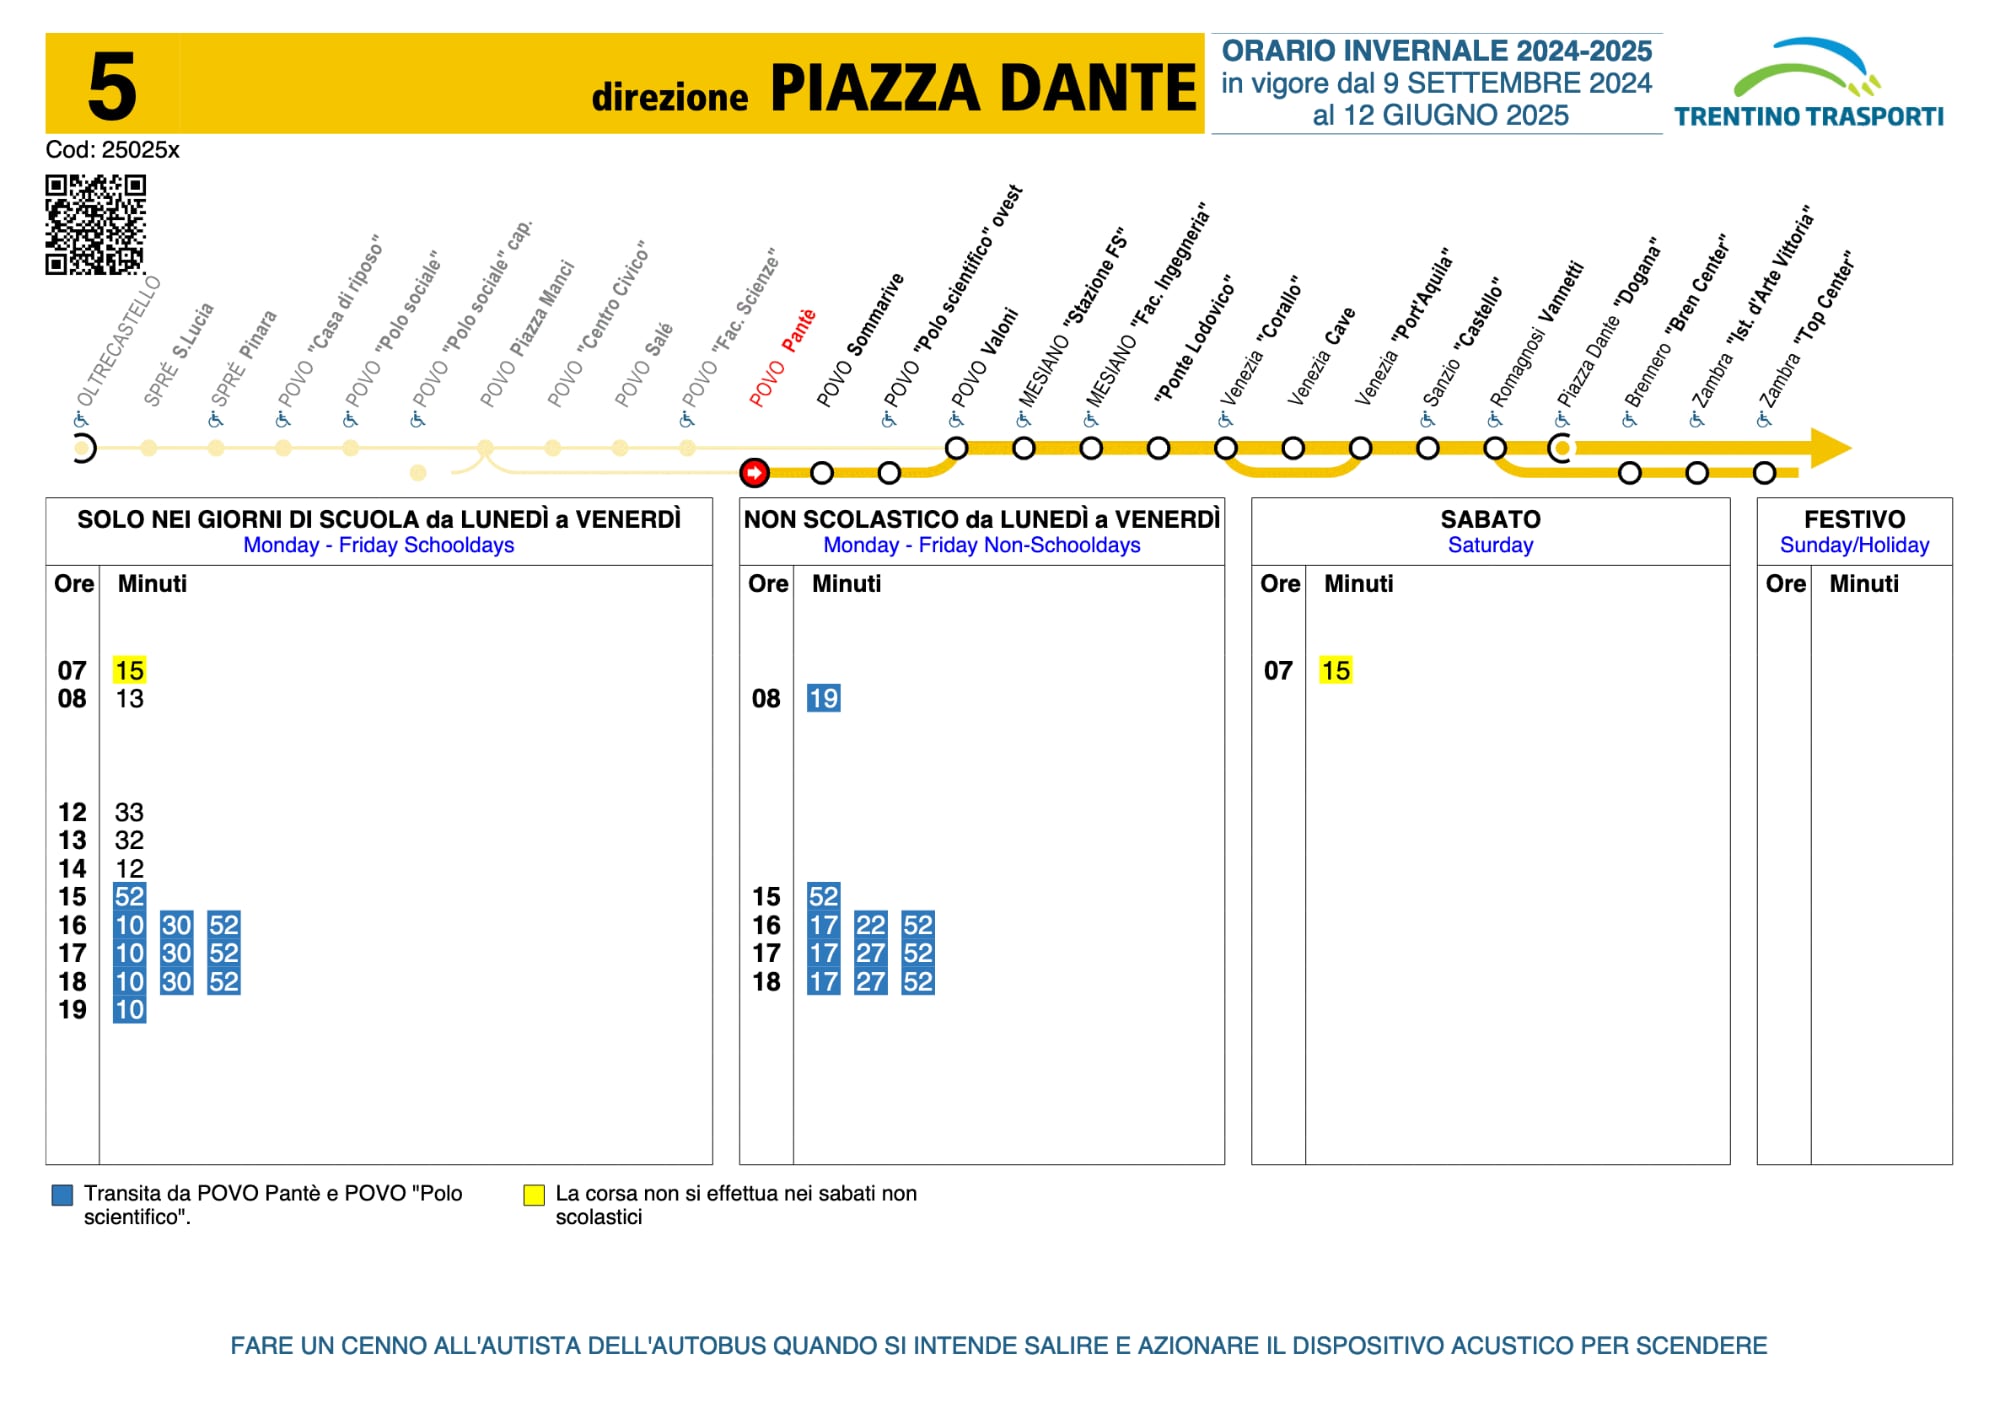 5
direzione PIAZZA DANTE
ORARIO INVERNALE 2024-2025
in vigore dal 9 SETTEMBRE 2024
al 12 GIUGNO 2025
TRENTINO TRASPORTI
Cod: 25025x
OLTRECASTELLO
SPRÉ S.Lucia
SPRÉ Pinara
POVO "Casa di riposo"
POVO "Polo sociale"
POVO "Polo sociale" cap.
POVO Piazza Manci
POVO "Centro Civico"
POVO Salé
POVO "Fac. Scienze"
POVO Pantè
POVO Sommarive
POVO "Polo scientifico" ovest
POVO Valoni
MESIANO "Stazione FS"
MESIANO "Fac. Ingegneria"
"Ponte Lodovico"
Venezia "Corallo"
Venezia Cave
Venezia "Port'Aquila"
Sanzio "Castello"
Romagnosi Vannetti
Piazza Dante "Dogana"
Brennero "Bren Center"
Zambra "Ist. d'Arte Vittoria"
Zambra "Top Center"
SOLO NEI GIORNI DI SCUOLA da LUNEDÌ a VENERDÌ
Monday - Friday Schooldays
Ore Minuti
07 15
08 13
12 33
13 32
14 12
15 52
16 10 30 52
17 10 30 52
18 10 30 52
19 10
NON SCOLASTICO da LUNEDÌ a VENERDÌ
Monday - Friday Non-Schooldays
Ore Minuti
08 19
15 52
16 17 22 52
17 17 27 52
18 17 27 52
SABATO
Saturday
Ore Minuti
07 15
FESTIVO
Sunday/Holiday
Ore Minuti
Transita da POVO Pantè e POVO "Polo
scientifico".
La corsa non si effettua nei sabati non
scolastici
FARE UN CENNO ALL'AUTISTA DELL'AUTOBUS QUANDO SI INTENDE SALIRE E AZIONARE IL DISPOSITIVO ACUSTICO PER SCENDERE